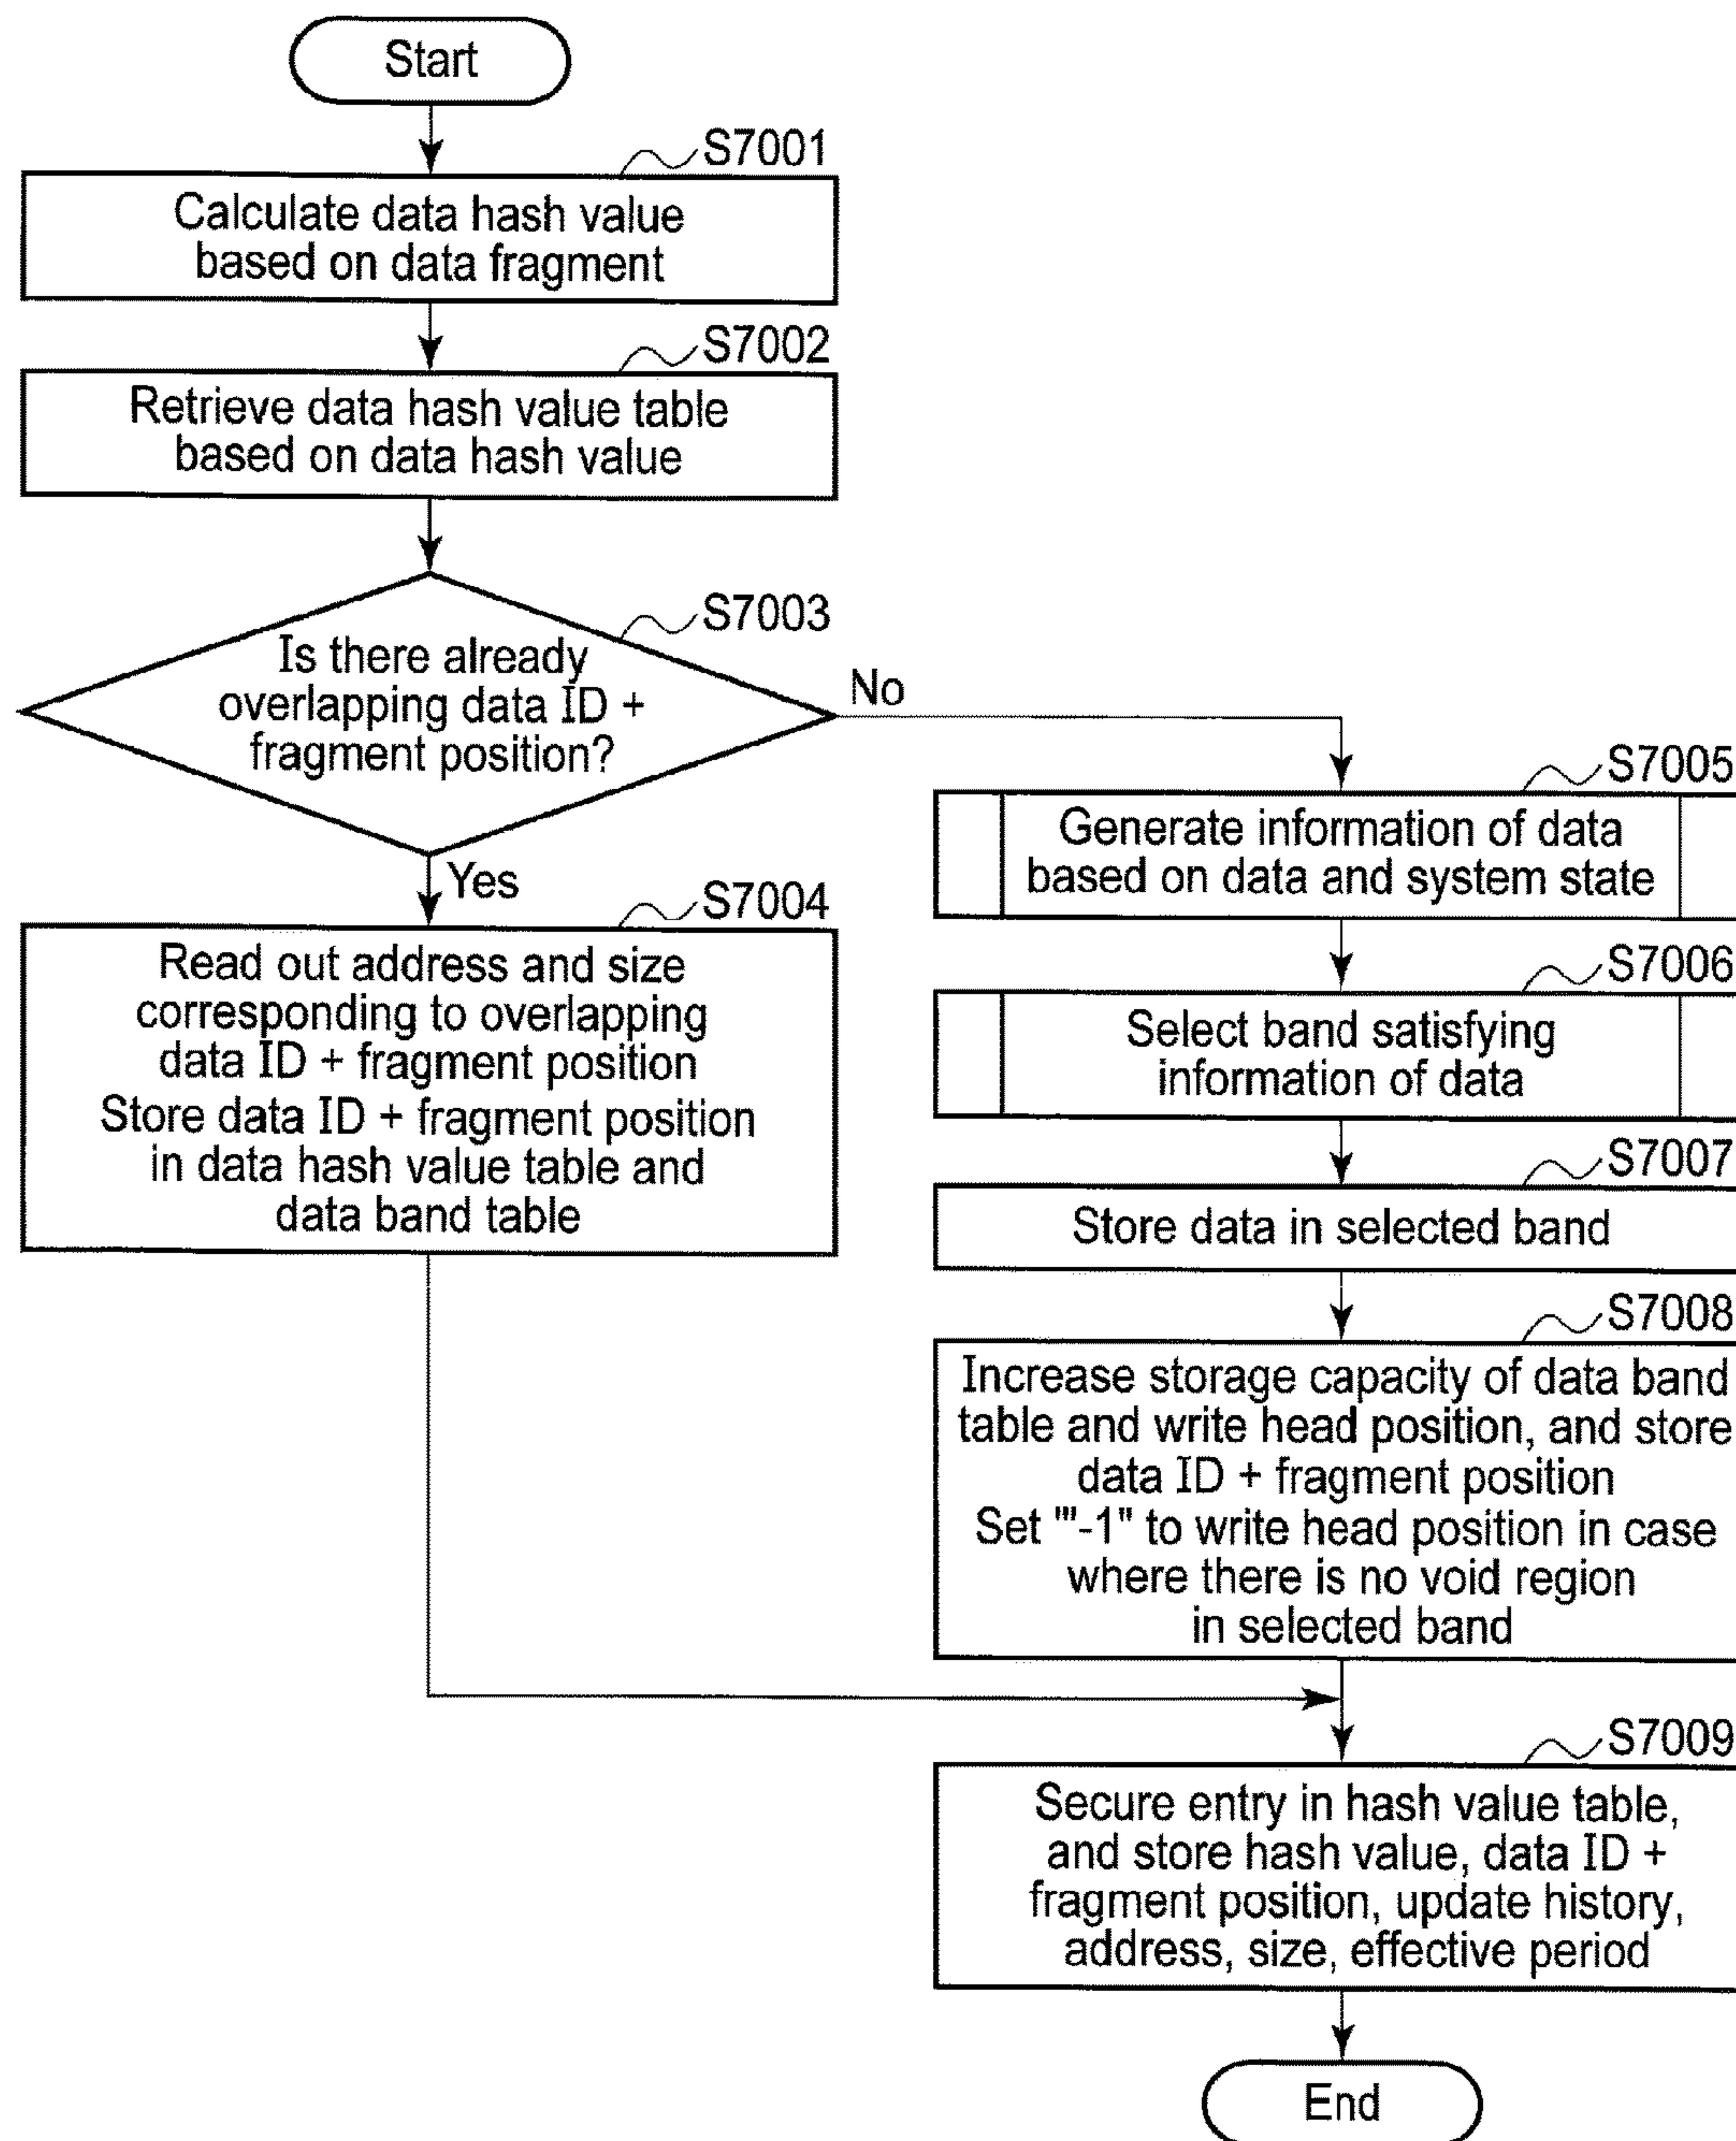 Start
S7001
Calculate data hash value
based on data fragment
S7002
Retrieve data hash value table
based on data hash value
S7003
Is there already
overlapping data ID +
fragment position?
No
Yes
S7004
Read out address and size
corresponding to overlapping
data ID + fragment position
Store data ID + fragment position
in data hash value table and
data band table
S7005
Generate information of data
based on data and system state
S7006
Select band satisfying
information of data
S7007
Store data in selected band
S7008
Increase storage capacity of data band
table and write head position, and store
data ID + fragment position
Set "'-1" to write head position in case
where there is no void region
in selected band
S7009
Secure entry in hash value table,
and store hash value, data ID +
fragment position, update history,
address, size, effective period
End